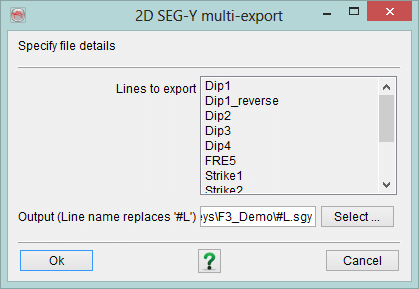 2D SEG-Y multi-export
Specify file details
Lines to export
Dip1
Dip1_reverse
Dip2
Dip3
Dip4
FRE5
Strike1
Strike2
Output (Line name replaces '#L')
eys\F3_Demo\#L.sgy
Select ...
Ok
?
Cancel